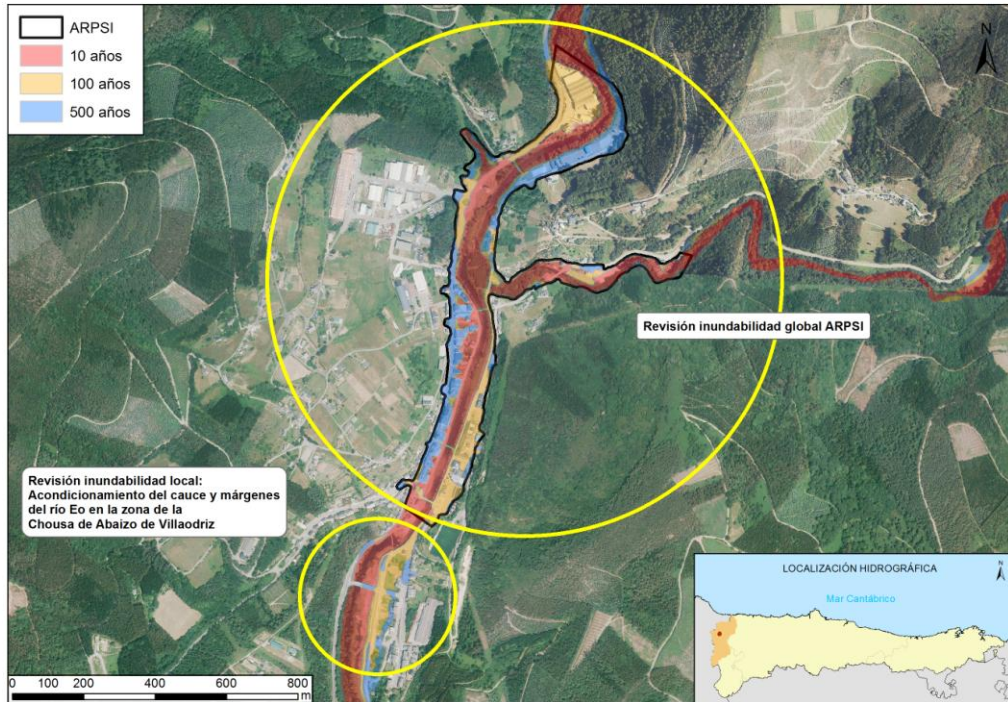 ARPSI
10 años
100 años
500 años
N
Revisión inundabilidad global ARPSI
Revisión inundabilidad local:
Acondicionamiento del cauce y márgenes
del río Eo en la zona de la
Chousa de Abaizo de Villaodriz
LOCALIZACIÓN HIDROGRÁFICA
N
Mar Cantábrico
0 100 200 400 600 800
m